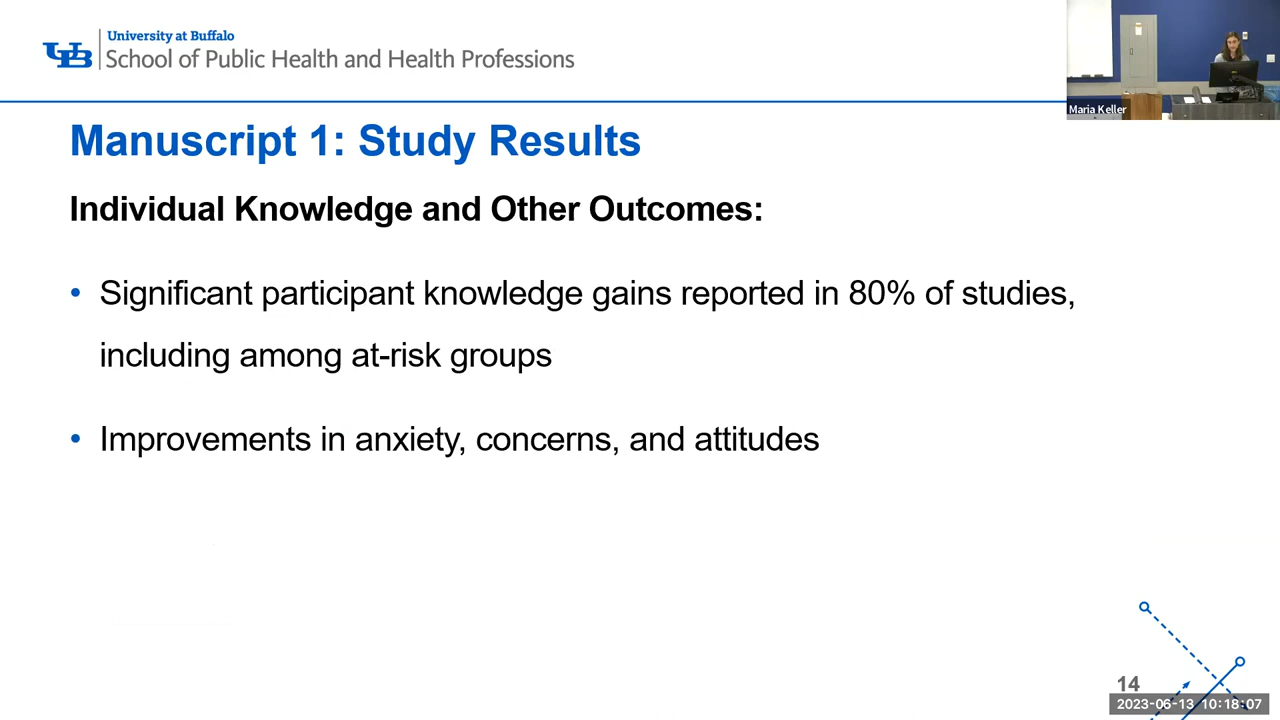 University at Buffalo
School of Public Health and Health Professions
Maria Keller
Manuscript 1: Study Results
Individual Knowledge and Other Outcomes:
• Significant participant knowledge gains reported in 80% of studies,
including among at-risk groups
• Improvements in anxiety, concerns, and attitudes
14
2023-06-13 10:18:07